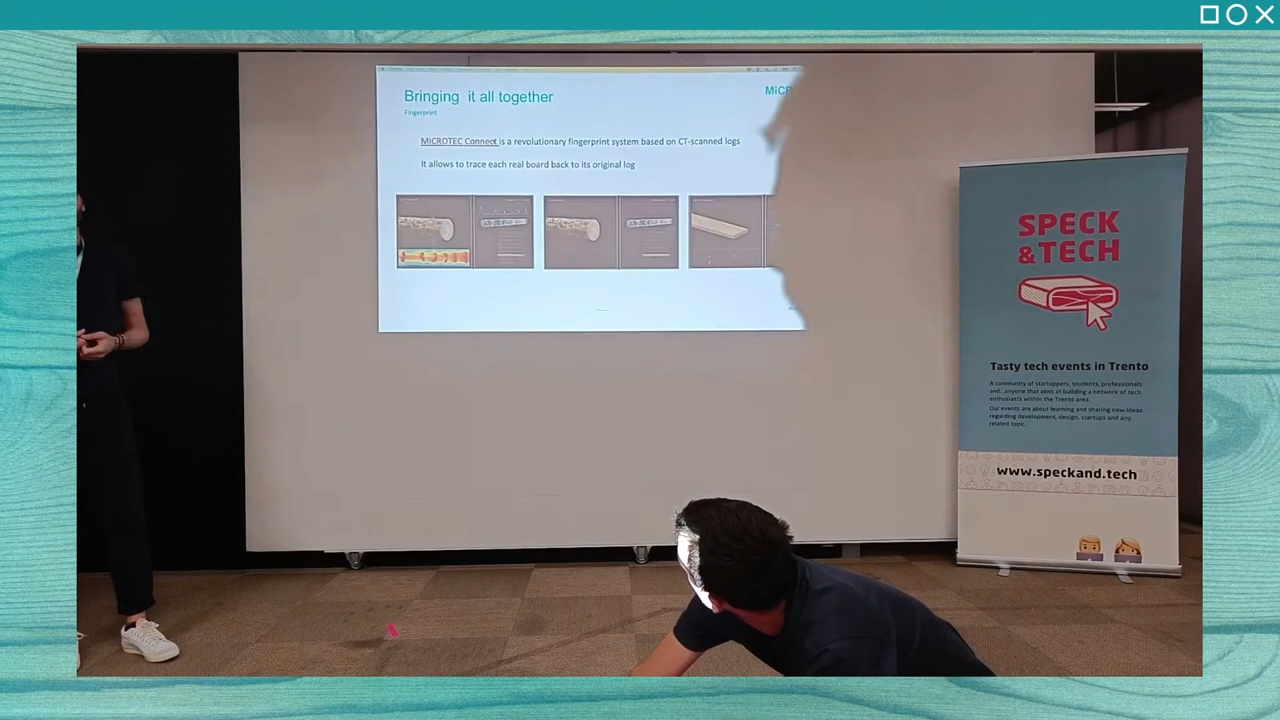 Bringing it all together
MiCR
Fingerprint
MiCROTEC Connect is a revolutionary fingerprint system based on CT-scanned logs
It allows to trace each real board back to its original log
SPECK
&TECH
Tasty tech events in Trento
A community of startuppers, students, professionals
and...anyone that aims at building a network of tech
enthusiasts within the Trento area.
Our events are about learning and sharing new ideas
regarding development, design, startups and any
related topic.
www.speckand.tech